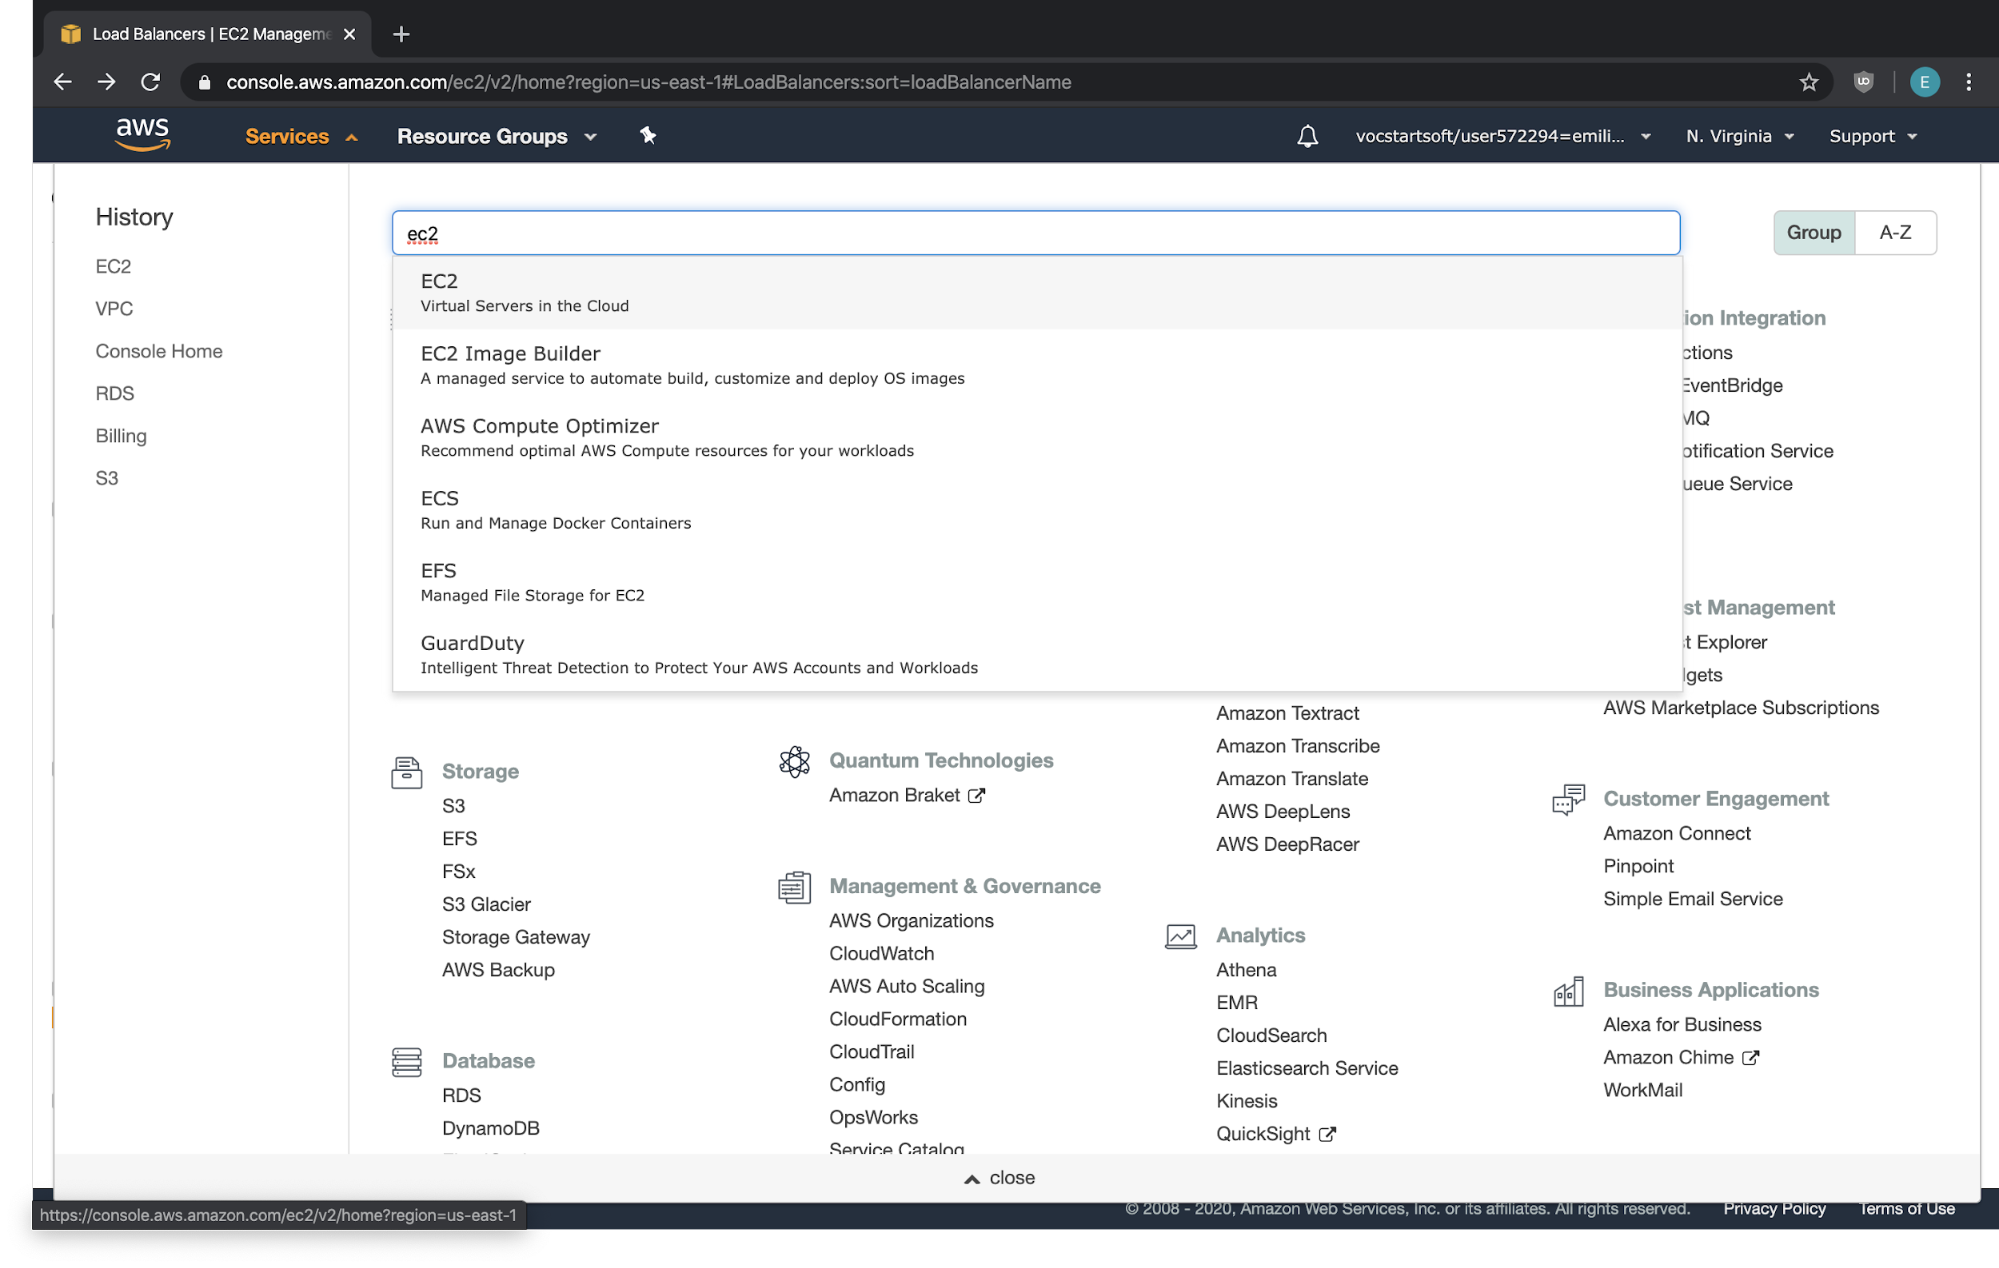 Load Balancers | EC2 Manageme
console.aws.amazon.com/ec2/v2/home?region=us-east-1#LoadBalancers:sort=loadBalancerName
E
aws
Services
Resource Groups
vocstartsoft/user572294=emili...
N. Virginia
Support
History
EC2
VPC
Console Home
RDS
Billing
S3
ec2
Group
A-Z
EC2
Virtual Servers in the Cloud
EC2 Image Builder
A managed service to automate build, customize and deploy OS images
AWS Compute Optimizer
Recommend optimal AWS Compute resources for your workloads
ECS
Run and Manage Docker Containers
EFS
Managed File Storage for EC2
GuardDuty
Intelligent Threat Detection to Protect Your AWS Accounts and Workloads
Storage
S3
EFS
FSx
S3 Glacier
Storage Gateway
AWS Backup
Database
RDS
DynamoDB
Quantum Technologies
Amazon Braket
Management & Governance
AWS Organizations
CloudWatch
AWS Auto Scaling
CloudFormation
CloudTrail
Config
OpsWorks
Service Catalog
Amazon Textract
Amazon Transcribe
Amazon Translate
AWS DeepLens
AWS DeepRacer
Analytics
Athena
EMR
CloudSearch
Elasticsearch Service
Kinesis
QuickSight
ion Integration
ctions
EventBridge
MQ
otification Service
ueue Service
st Management
t Explorer
lgets
AWS Marketplace Subscriptions
Customer Engagement
Amazon Connect
Pinpoint
Simple Email Service
Business Applications
Alexa for Business
Amazon Chime
WorkMail
close
https://console.aws.amazon.com/ec2/v2/home?region=us-east-1
© 2008 - 2020, Amazon Web Services, Inc. or its affiliates. All rights reserved.
Privacy Policy
Terms of Use